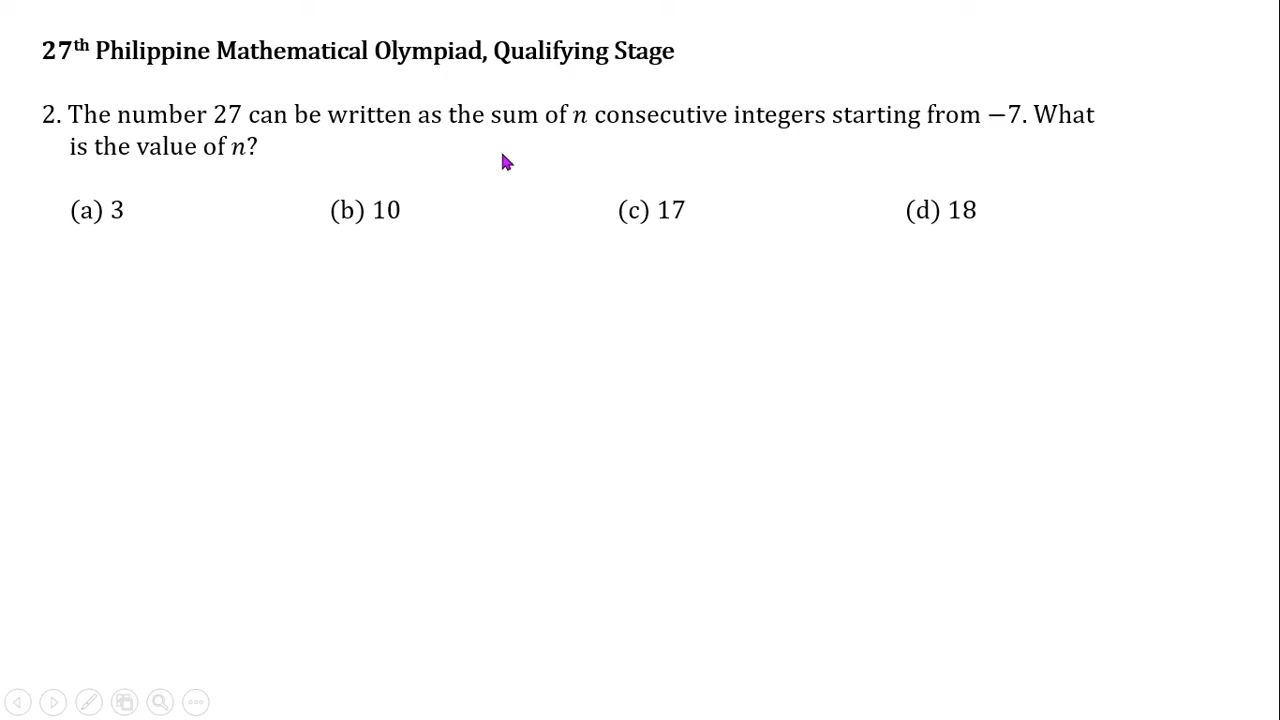 27th Philippine Mathematical Olympiad, Qualifying Stage
2. The number 27 can be written as the sum of n consecutive integers starting from −7. What
is the value of n?
(a) 3 (b) 10 (c) 17 (d) 18